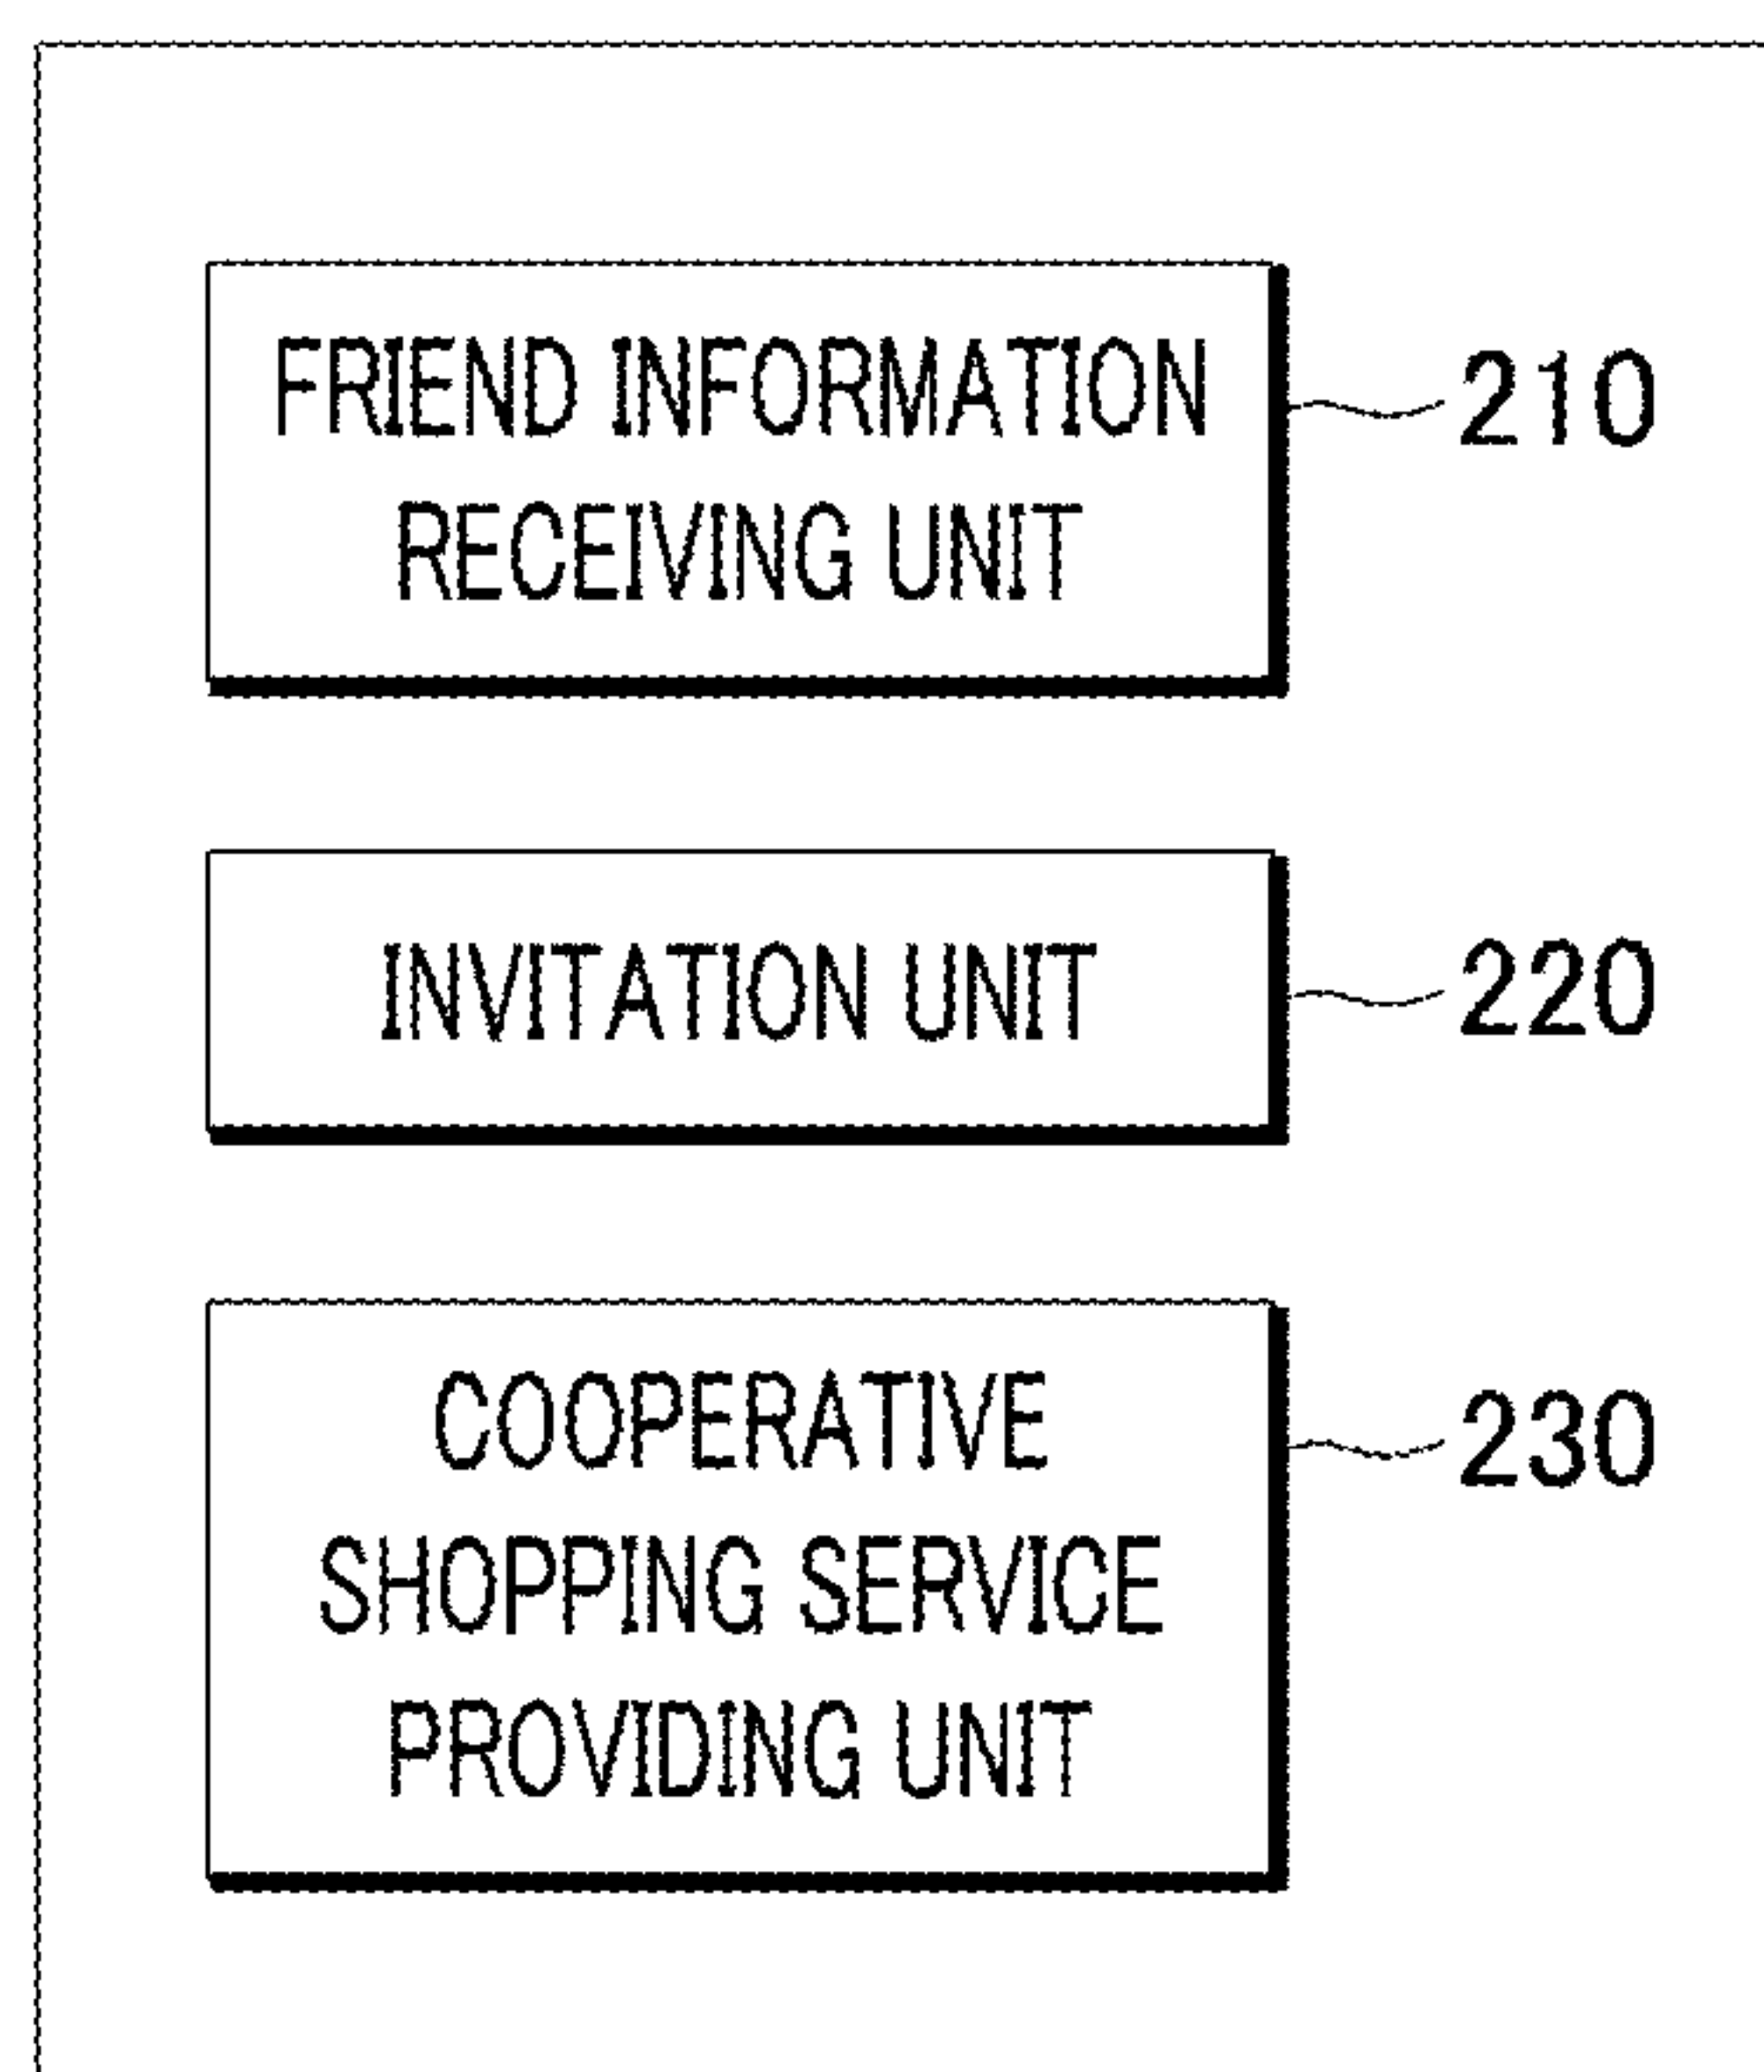 FRIEND INFORMATION
RECEIVING UNIT
210
INVITATION UNIT
220
COOPERATIVE
SHOPPING SERVICE
PROVIDING UNIT
230